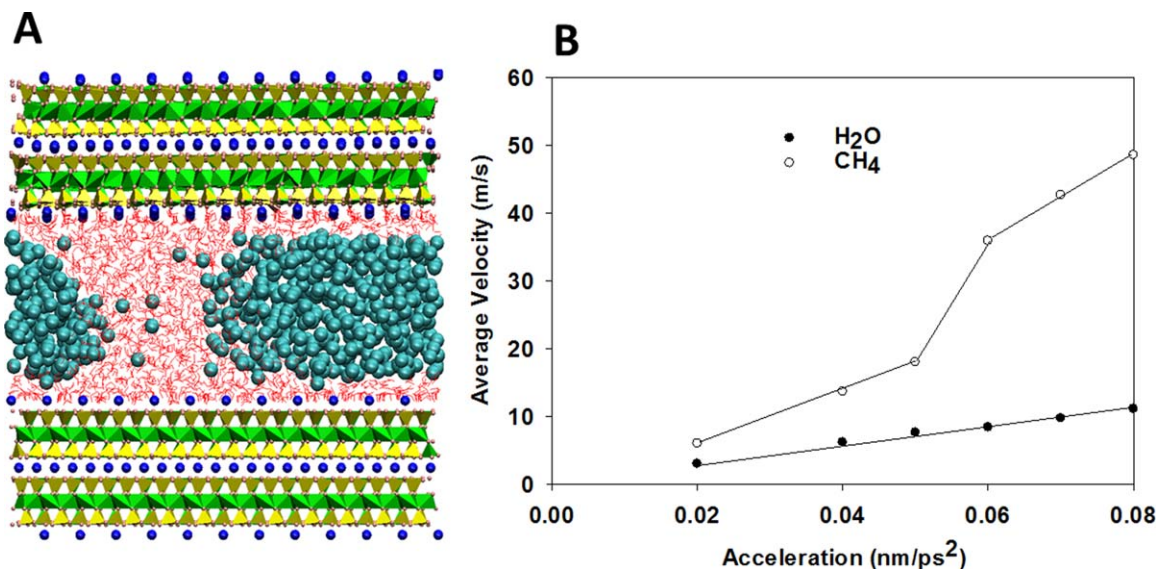 A
B
60
50
40
30
20
10
0
Average Velocity (m/s)
H2O
CH4
0.00 0.02 0.04 0.06 0.08
Acceleration (nm/ps²)